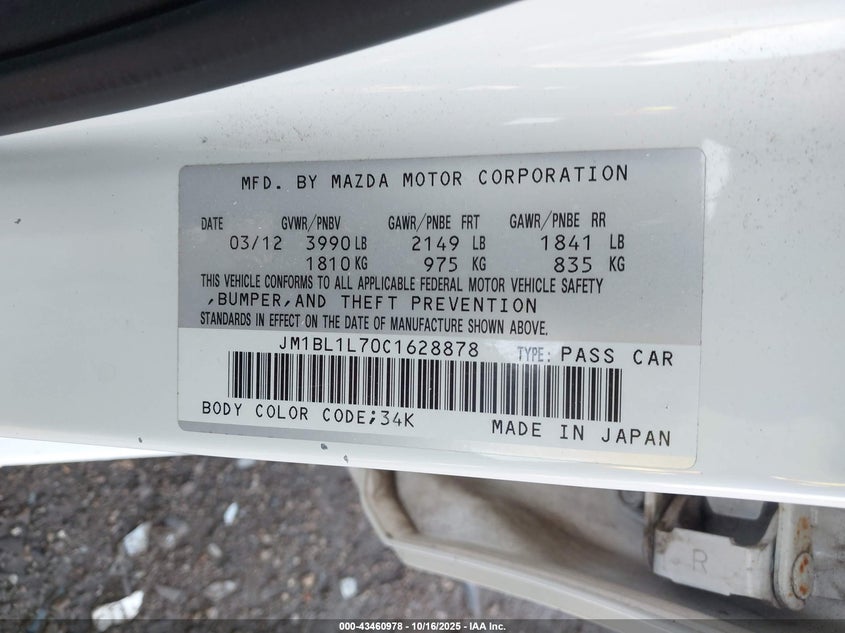 MFD. BY MAZDA MOTOR CORPORATION
DATE GVWR/PNBV GAWR/PNBE FRT GAWR/PNBE RR
03/12 3990 LB 2149 LB 1841 LB
1810 KG 975 KG 835 KG
THIS VEHICLE CONFORMS TO ALL APPLICABLE FEDERAL MOTOR VEHICLE SAFETY
,BUMPER,AND THEFT PREVENTION
STANDARDS IN EFFECT ON THE DATE OF MANUFACTURE SHOWN ABOVE.
JM1BL1L70C1628878 TYPE: PASS CAR
BODY COLOR CODE;34K
MADE IN JAPAN
R
000-43460978 | 10/16/2025 - IAA Inc.